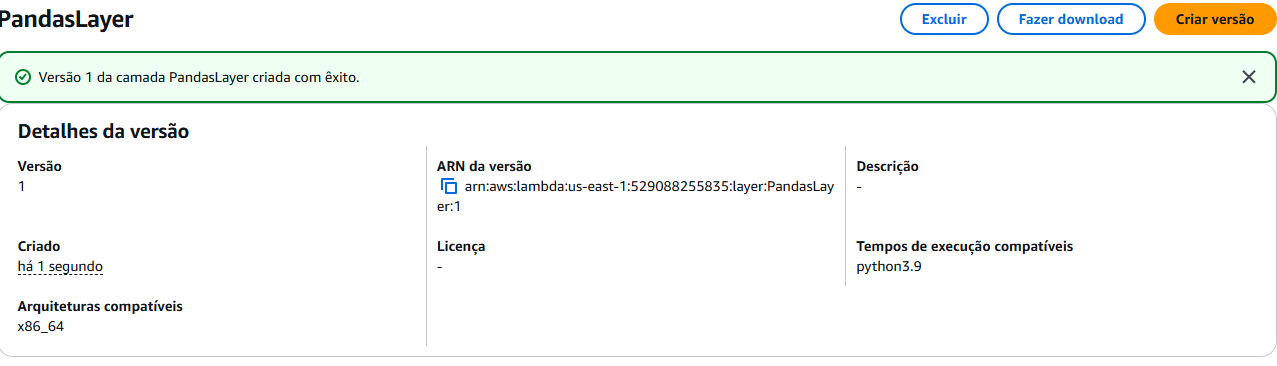 PandasLayer
Excluir
Fazer download
Criar versão
Versão 1 da camada PandasLayer criada com êxito.
Detalhes da versão
Versão
1
ARN da versão
arn:aws:lambda:us-east-1:529088255835:layer:PandasLay
er:1
Descrição
-
Criado
há 1 segundo
Licença
-
Tempos de execução compatíveis
python3.9
Arquiteturas compatíveis
x86_64